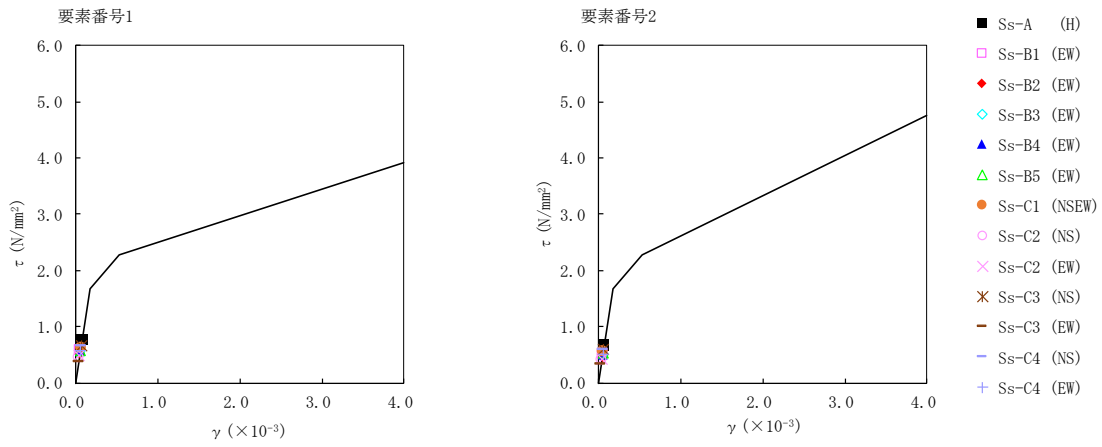 要素番号1
6.0
5.0
4.0
3.0
2.0
1.0
0.0
τ (N/mm²)
0.0 1.0 2.0 3.0 4.0
γ (×10⁻³)
要素番号2
6.0
5.0
4.0
3.0
2.0
1.0
0.0
τ (N/mm²)
0.0 1.0 2.0 3.0 4.0
γ (×10⁻³)
Ss-A (H)
Ss-B1 (EW)
Ss-B2 (EW)
Ss-B3 (EW)
Ss-B4 (EW)
Ss-B5 (EW)
Ss-C1 (NSEW)
Ss-C2 (NS)
Ss-C2 (EW)
Ss-C3 (NS)
Ss-C3 (EW)
Ss-C4 (NS)
Ss-C4 (EW)